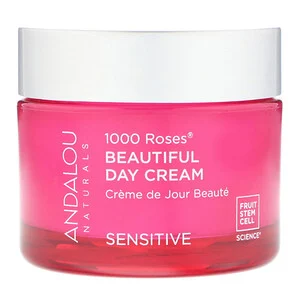 ANDALOU
NATURALS
1000 Roses®
BEAUTIFUL
DAY CREAM
Crème de Jour Beauté
SENSITIVE
FRUIT
STEM
CELL
SCIENCE®